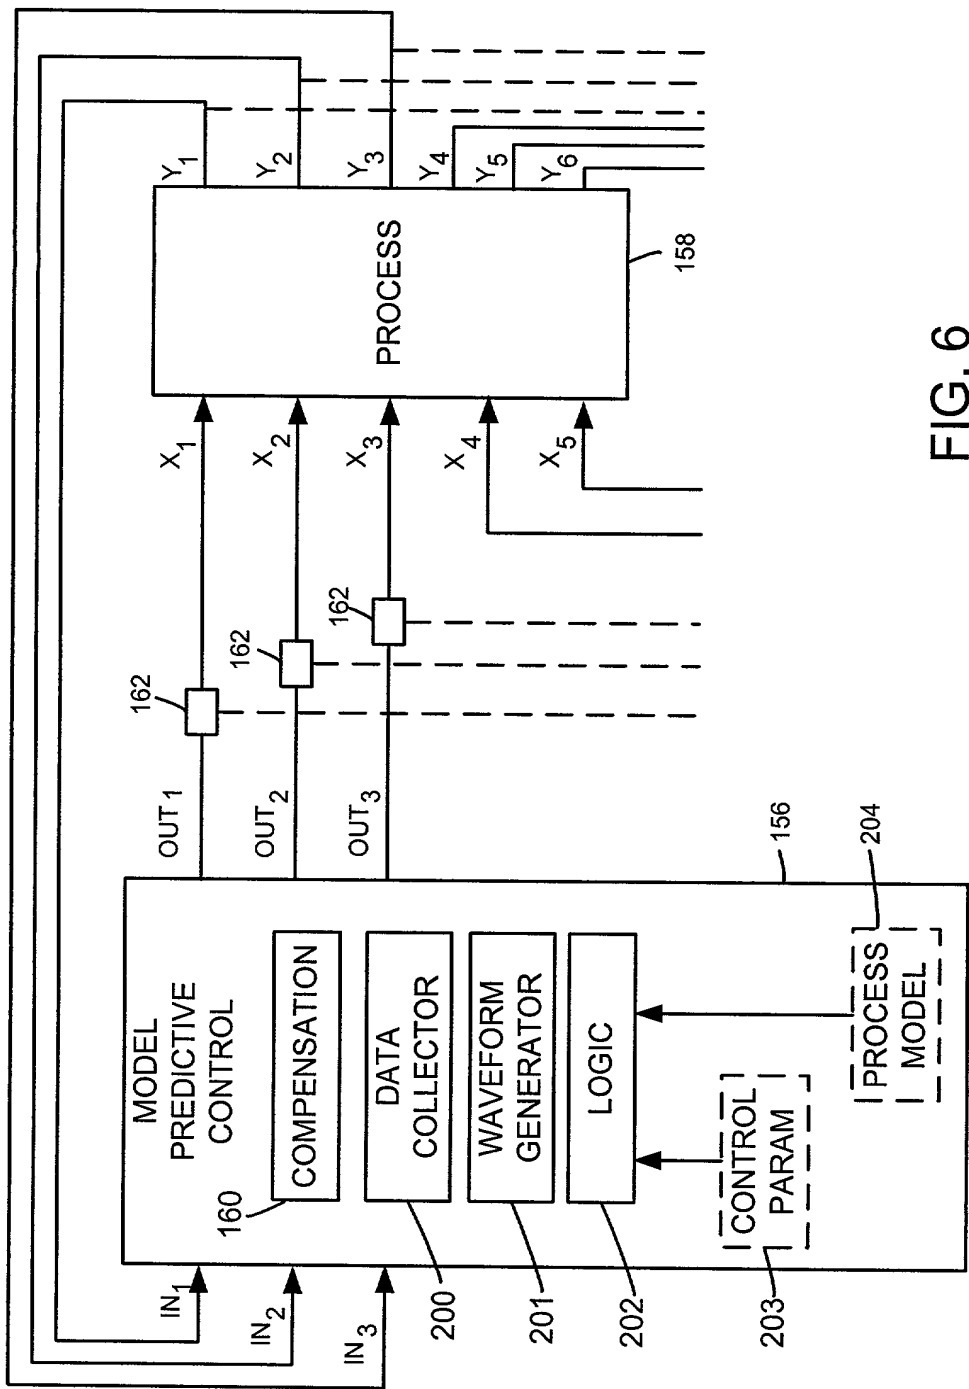 MODEL
PREDICTIVE
CONTROL
160
COMPENSATION
DATA
COLLECTOR
200
WAVEFORM
GENERATOR
201
LOGIC
202
CONTROL
PARAM
203
PROCESS
MODEL
204
156
IN1
IN2
IN3
OUT1
OUT2
OUT3
162
162
162
X1
X2
X3
X4
X5
PROCESS
158
Y1
Y2
Y3
Y4
Y5
Y6
FIG. 6